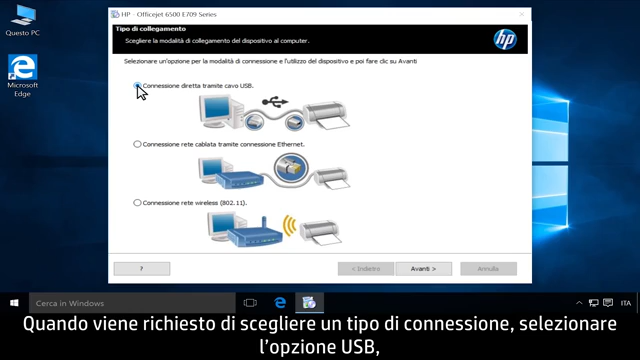 Questo PC
Microsoft
Edge
HP - Officejet 6500 E709 Series
Tipo di collegamento
Scegliere la modalità di collegamento del dispositivo al computer.
hp
Selezionare un'opzione per la modalità di connessione e l'utilizzo del dispositivo e poi fare clic su Avanti
Connessione diretta tramite cavo USB.
Connessione rete cablata tramite connessione Ethernet.
Connessione rete wireless (802.11).
?
< Indietro
Avanti >
Annulla
Cerca in Windows
ITA
Quando viene richiesto di scegliere un tipo di connessione, selezionare
l'opzione USB,